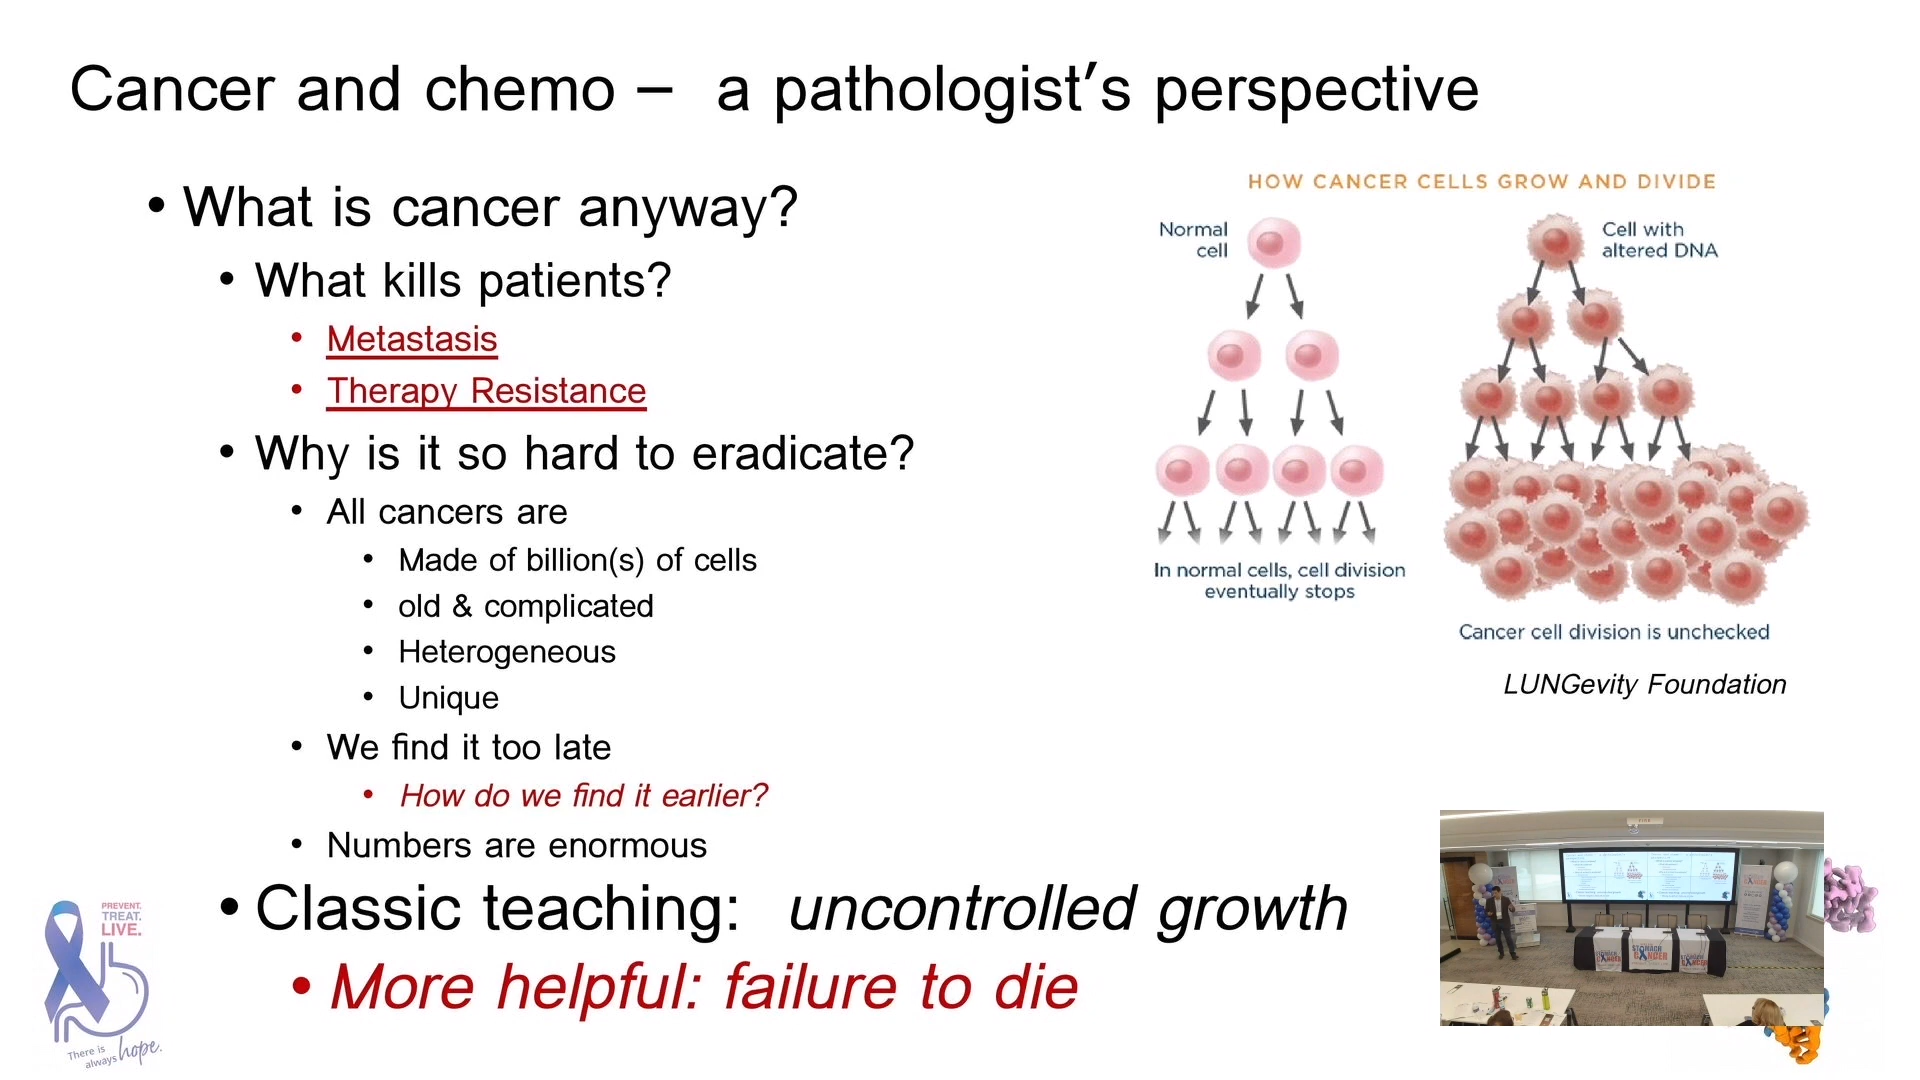 Cancer and chemo – a pathologist's perspective
• What is cancer anyway?
• What kills patients?
• Metastasis
• Therapy Resistance
• Why is it so hard to eradicate?
• All cancers are
• Made of billion(s) of cells
• old & complicated
• Heterogeneous
• Unique
• We find it too late
• How do we find it earlier?
• Numbers are enormous
• Classic teaching: uncontrolled growth
• More helpful: failure to die
HOW CANCER CELLS GROW AND DIVIDE
Normal
cell
Cell with
altered DNA
In normal cells, cell division
eventually stops
Cancer cell division is unchecked
LUNGevity Foundation
PREVENT.
TREAT.
LIVE.
There is
always hope.
STOMACH
CANCER